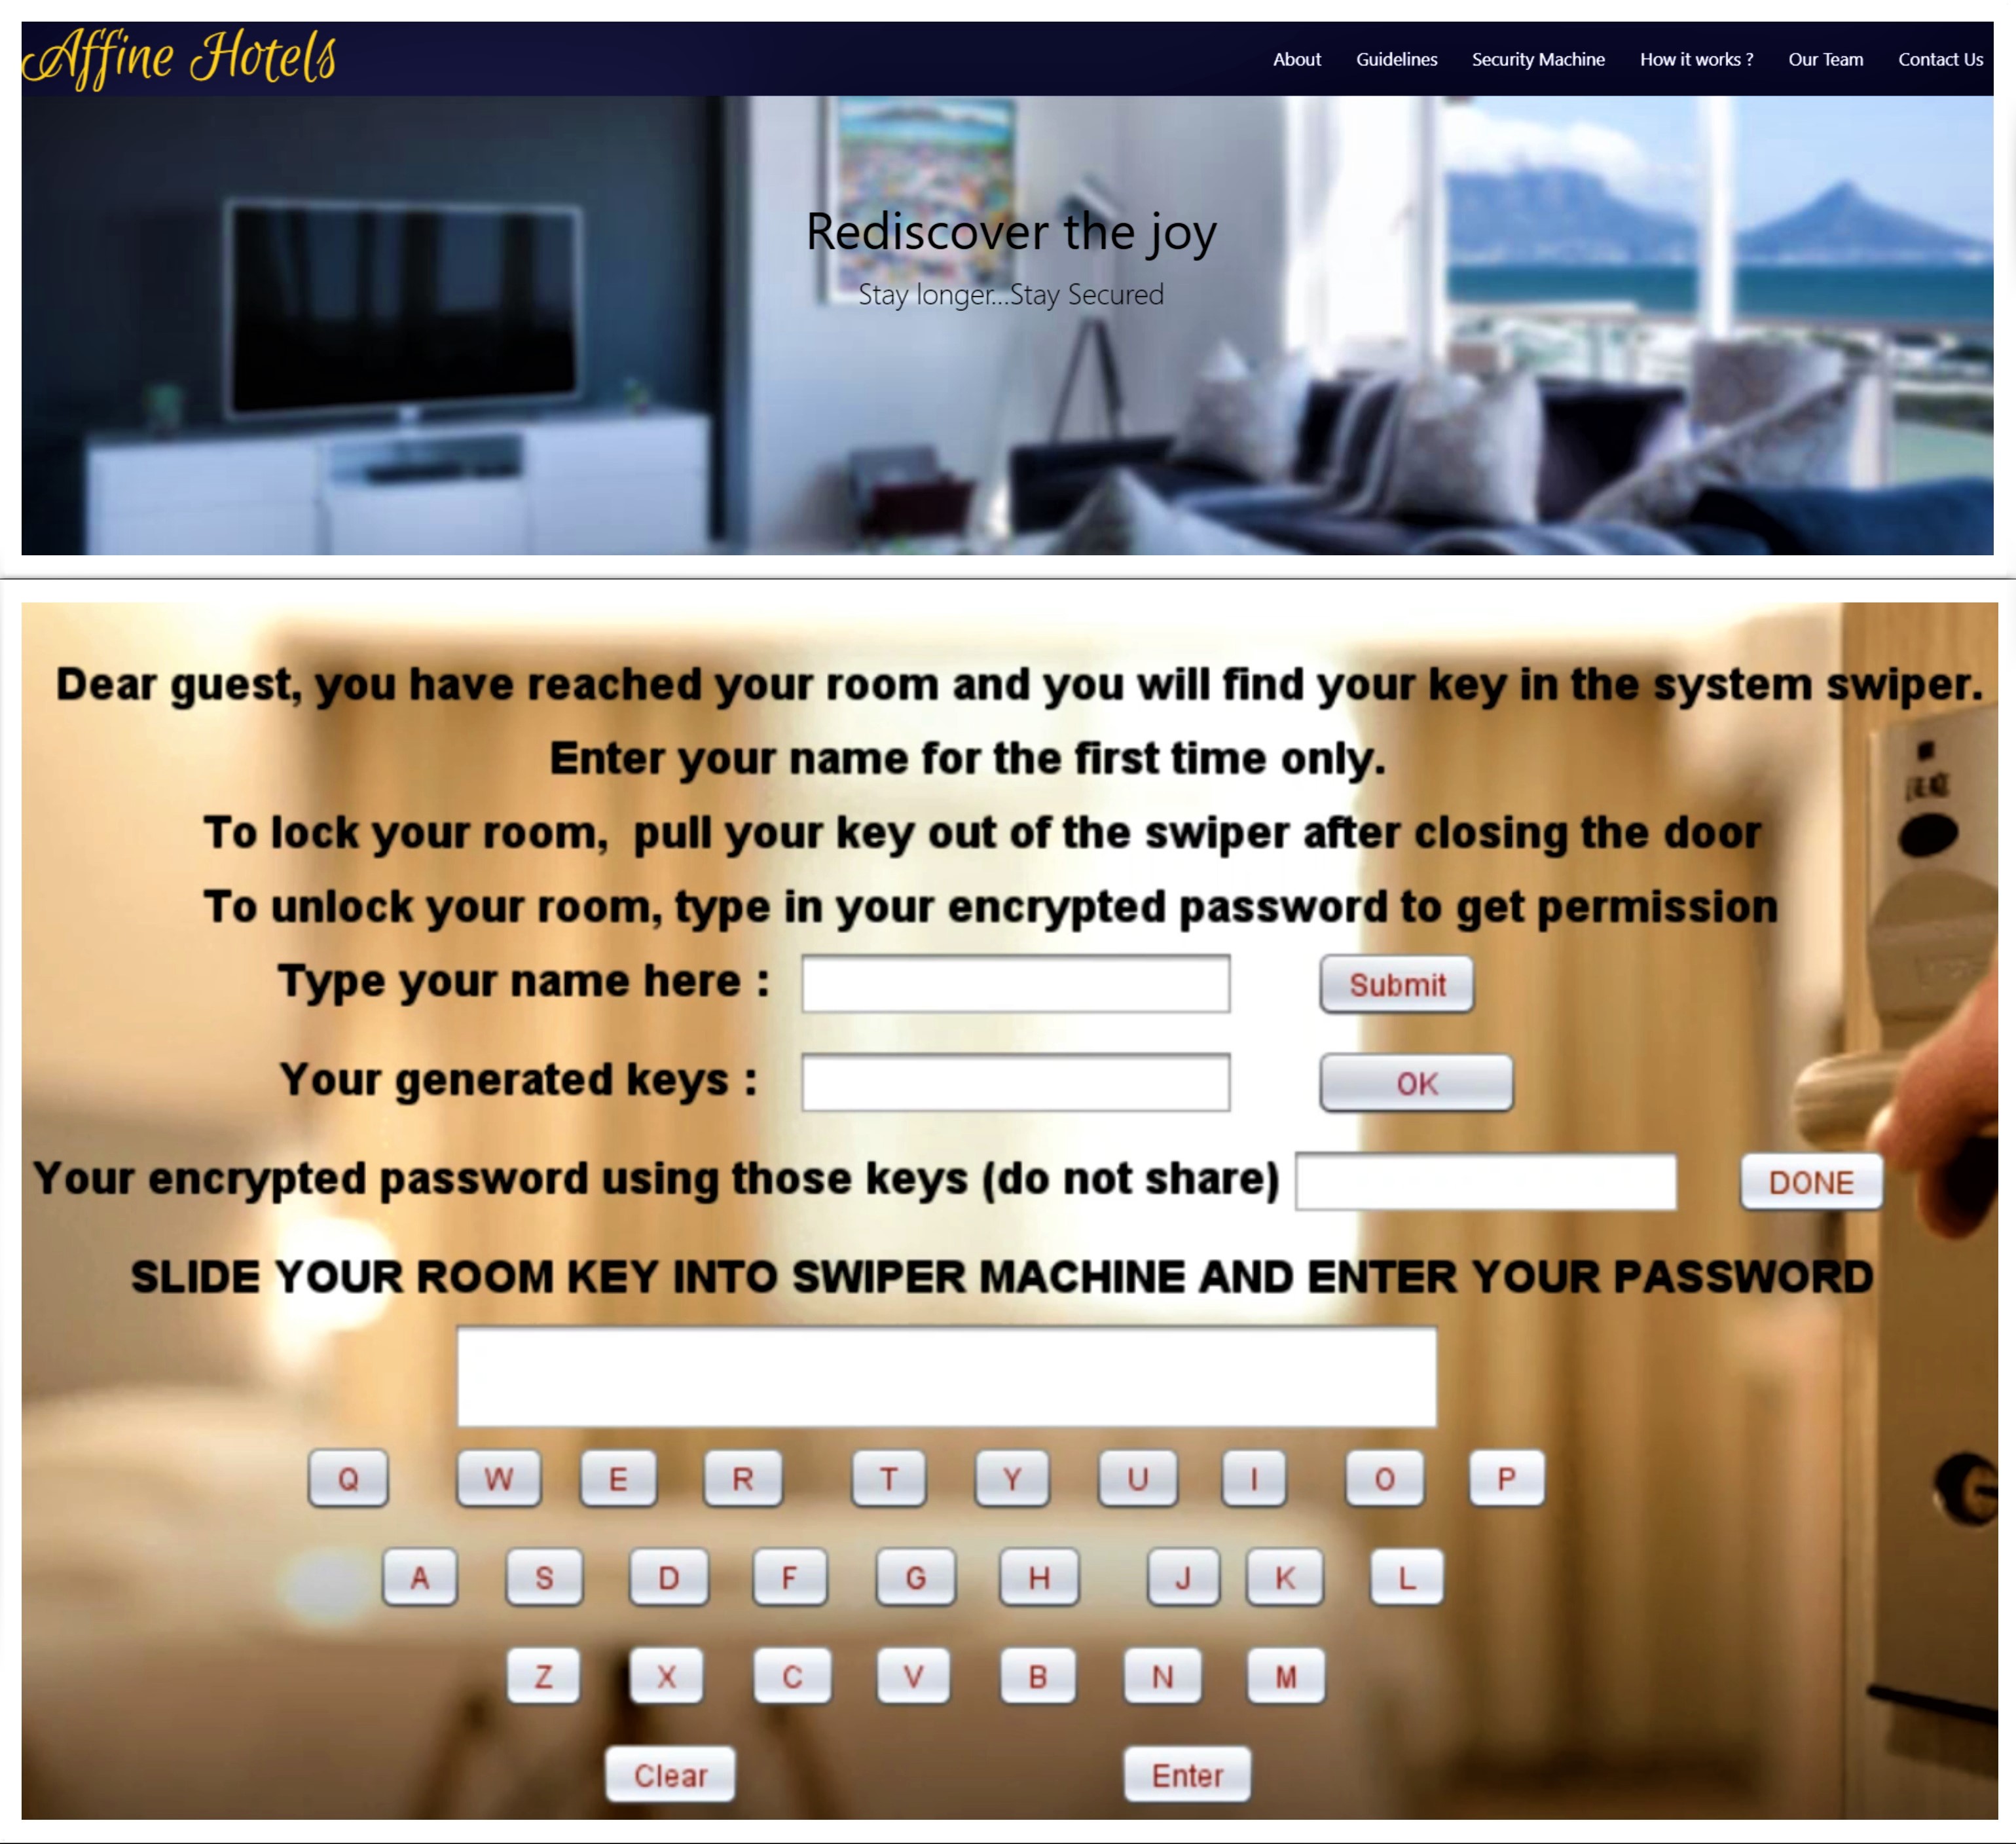 Affine Hotels
About Guidelines Security Machine How it works ? Our Team Contact Us
Rediscover the joy
Stay longer...Stay Secured
Dear guest, you have reached your room and you will find your key in the system swiper.
Enter your name for the first time only.
To lock your room, pull your key out of the swiper after closing the door
To unlock your room, type in your encrypted password to get permission
Type your name here : Submit
Your generated keys : OK
Your encrypted password using those keys (do not share) DONE
SLIDE YOUR ROOM KEY INTO SWIPER MACHINE AND ENTER YOUR PASSWORD
Q W E R T Y U I O P
A S D F G H J K L
Z X C V B N M
Clear Enter